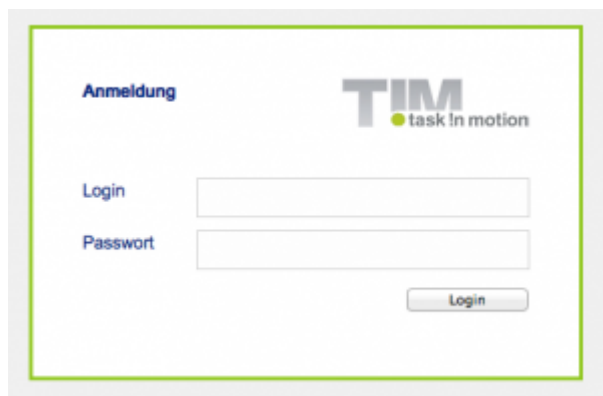 Anmeldung
TIM
task !n motion
Login
Passwort
Login